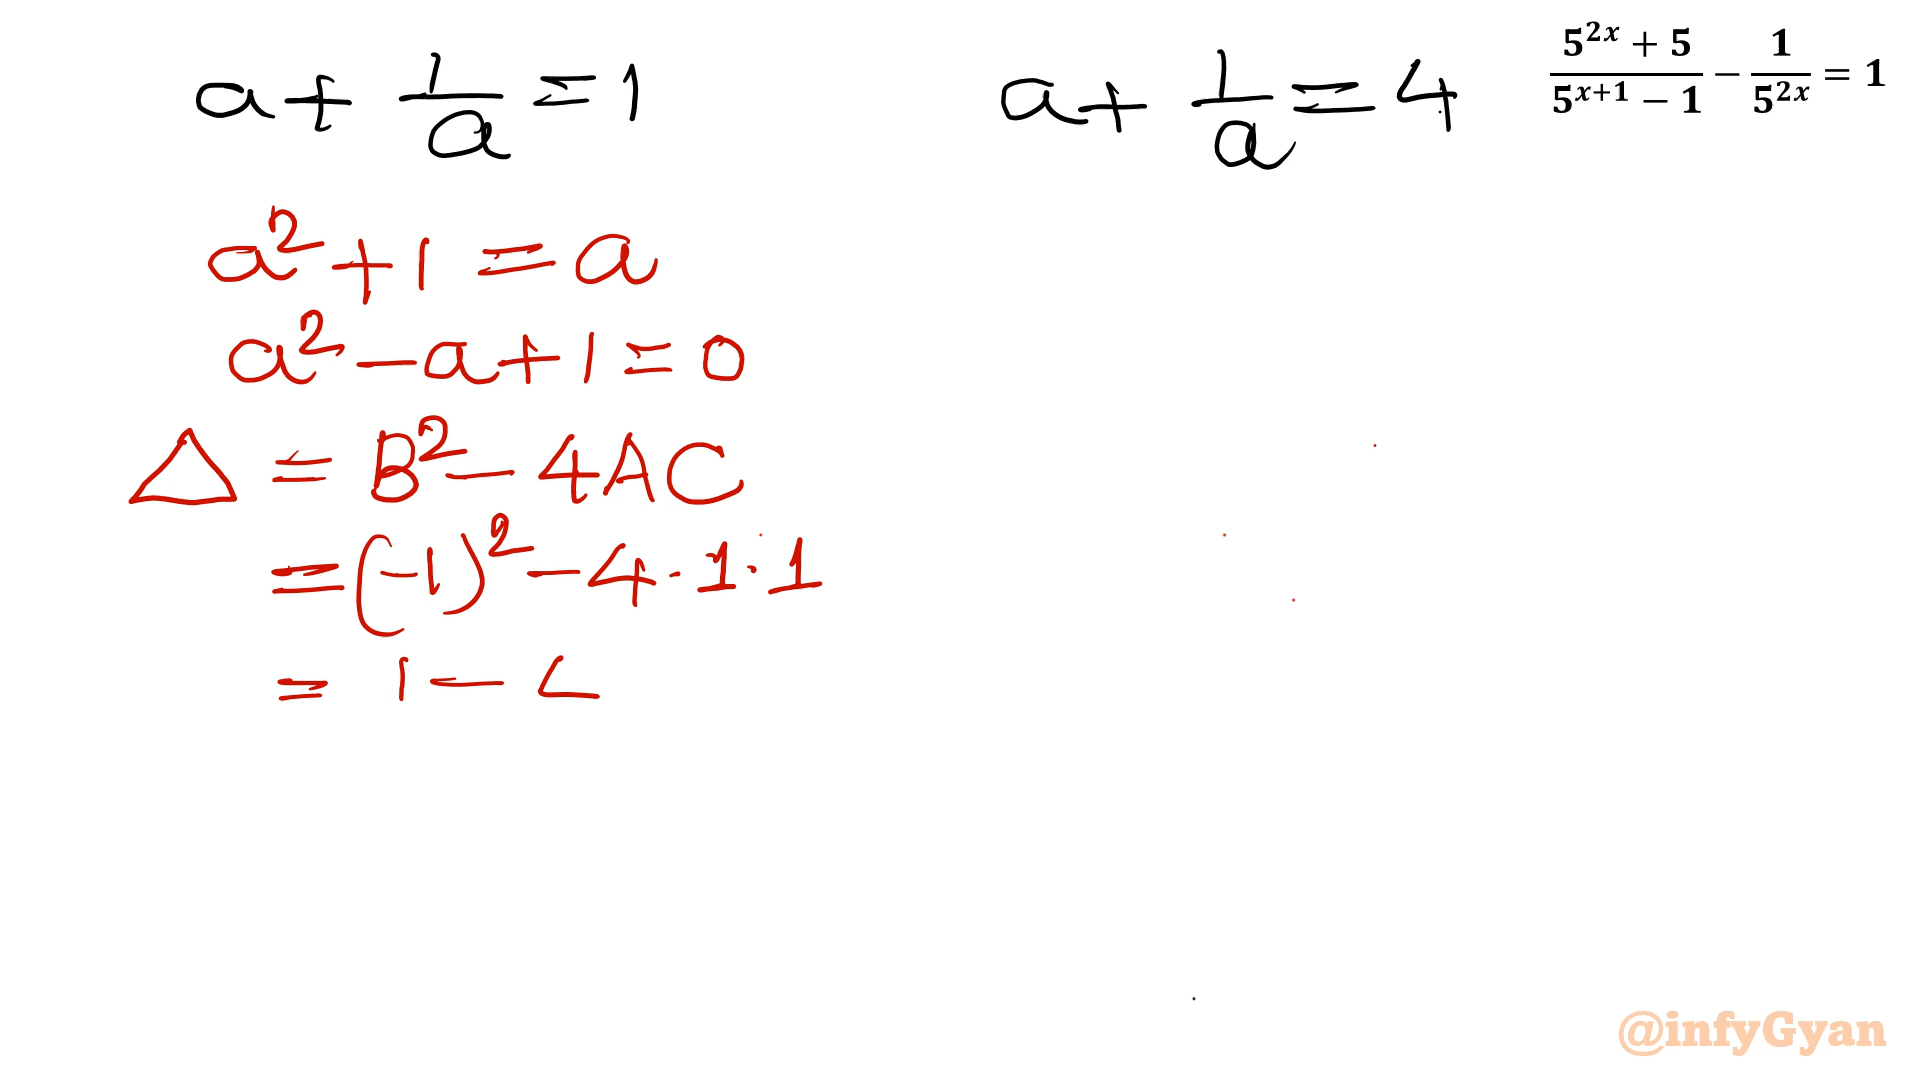 a + 1/a = 1
a + 1/a = 4
(5^(2x) + 5)/(5^(x+1) − 1) − 1/5^(2x) = 1
a² + 1 = a
a² − a + 1 = 0
△ = B² − 4AC
= (−1)² − 4 · 1 · 1
= 1 −
@infyGyan